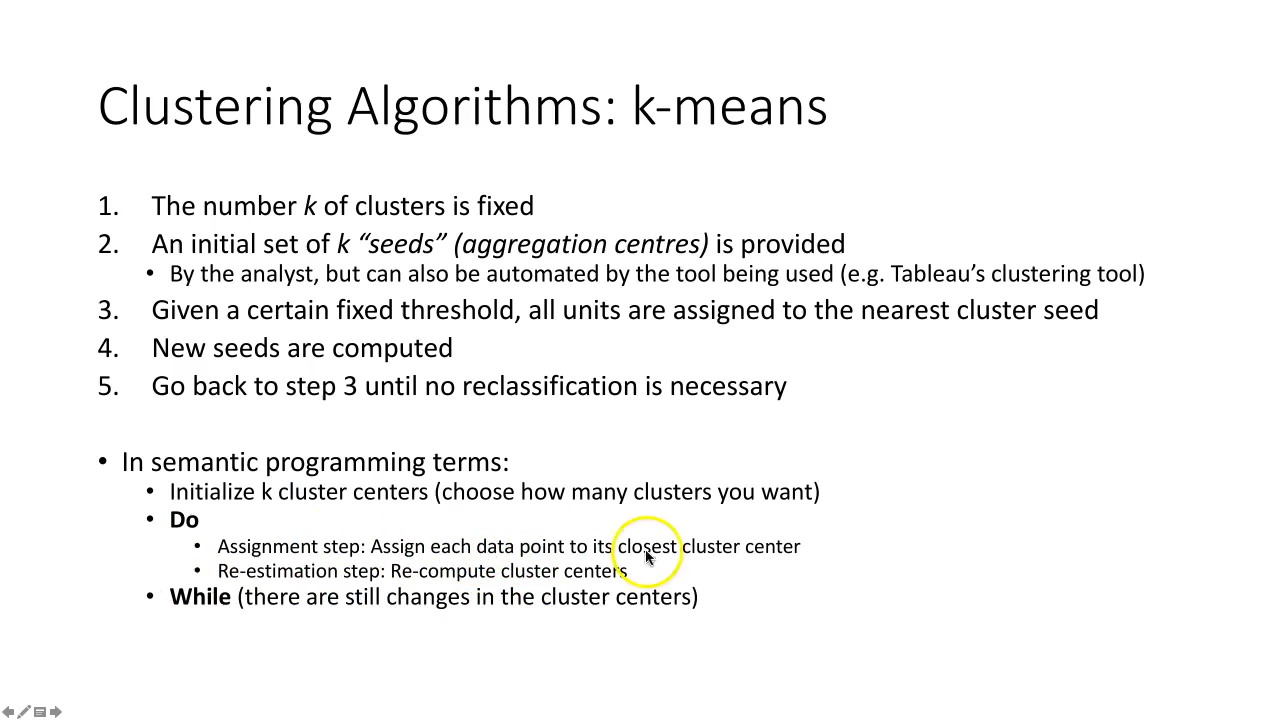 Clustering Algorithms: k-means
1. The number k of clusters is fixed
2. An initial set of k “seeds” (aggregation centres) is provided
• By the analyst, but can also be automated by the tool being used (e.g. Tableau’s clustering tool)
3. Given a certain fixed threshold, all units are assigned to the nearest cluster seed
4. New seeds are computed
5. Go back to step 3 until no reclassification is necessary
• In semantic programming terms:
• Initialize k cluster centers (choose how many clusters you want)
• Do
• Assignment step: Assign each data point to its closest cluster center
• Re-estimation step: Re-compute cluster centers
• While (there are still changes in the cluster centers)